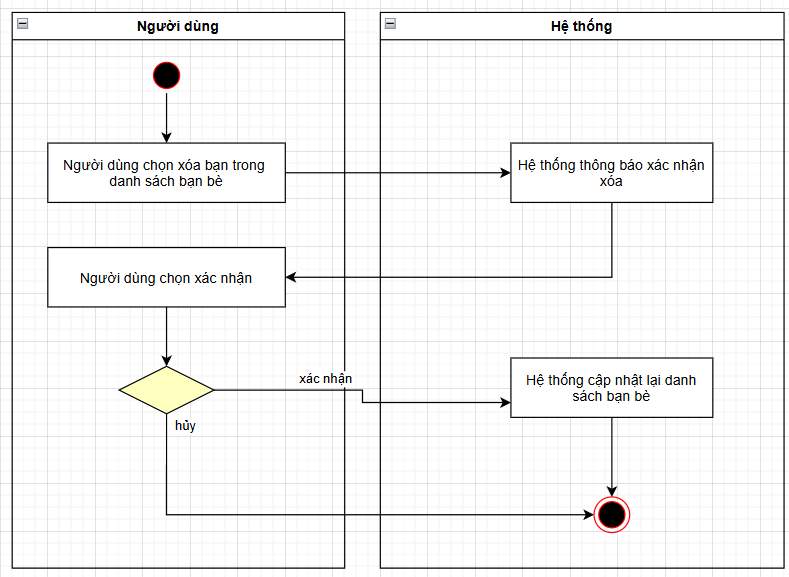 Người dùng
Hệ thống
Người dùng chọn xóa bạn trong
danh sách bạn bè
Hệ thống thông báo xác nhận
xóa
Người dùng chọn xác nhận
xác nhận
Hệ thống cập nhật lại danh
sách bạn bè
hủy